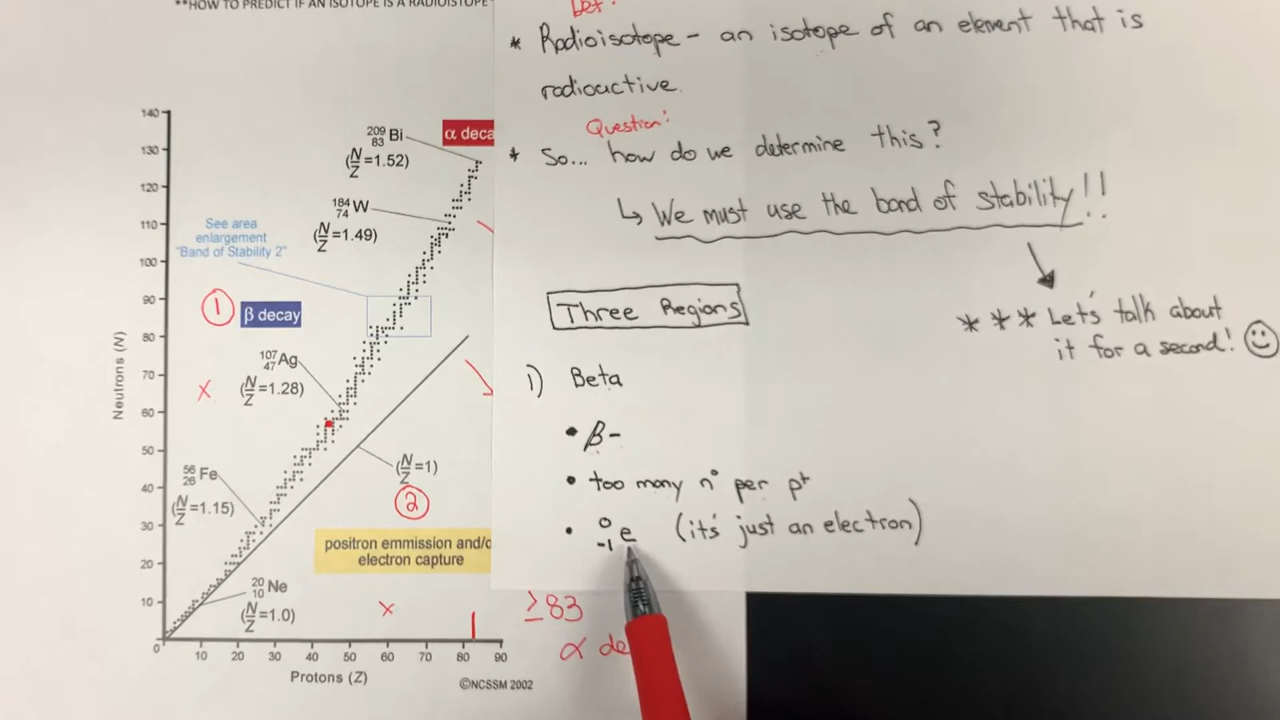 **HOW TO PREDICT IF AN ISOTOPE IS A RADIOISTOPE
140
130
120
110
100
90
80
70
60
50
40
30
20
10
0
10 20 30 40 50 60 70 80 90
Neutrons (N)
Protons (Z)
©NCSSM 2002
209 83 Bi
(N/Z=1.52)
α deca
184 74 W
(N/Z=1.49)
See area
enlargement
"Band of Stability 2"
1
β decay
107 47 Ag
(N/Z=1.28)
x
(N/Z=1)
2
56 26 Fe
(N/Z=1.15)
positron emmission and/o
electron capture
20 10 Ne
(N/Z=1.0)
x
≥83
α de
Def:
* Radioisotope - an isotope of an element that is
radioactive.
Question:
* So... how do we determine this?
↳ We must use the band of stability!!
*** Let's talk about
it for a second! ☺
Three Regions
1) Beta
• β-
• too many n° per p+
• 0 -1 e (it's just an electron)